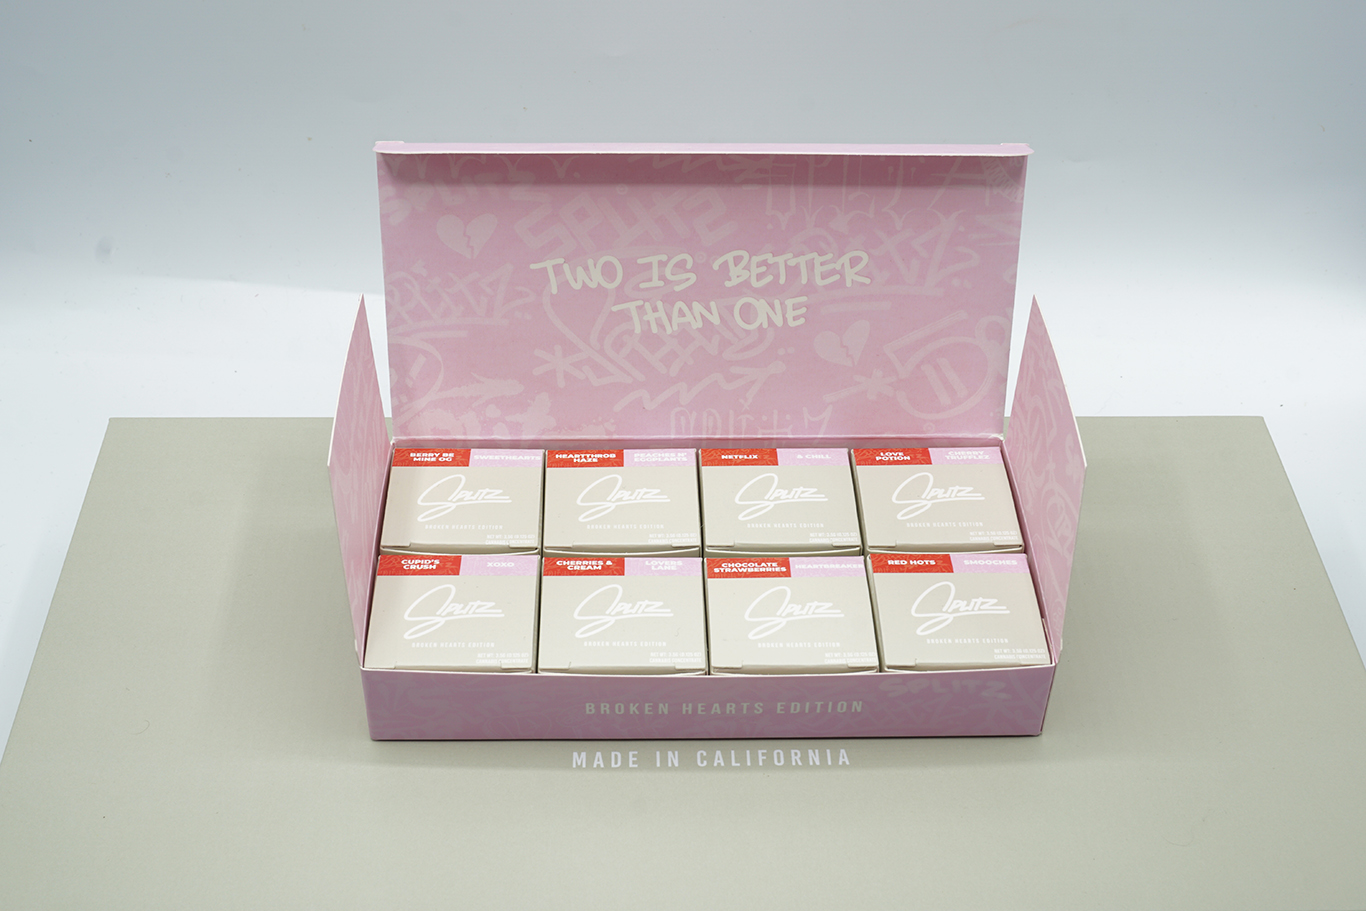 SPLITZ
TWO IS BETTER
THAN ONE
BERRY BE
MINE OG
SWEETHEARTS
HEARTTHROB
HAZE
PEACHES N'
EGGPLANTS
NETFLIX
& CHILL
LOVE
POTION
CHERRY
TRUFFLEZ
SPLITZ
BROKEN HEARTS EDITION
SPLITZ
BROKEN HEARTS EDITION
SPLITZ
BROKEN HEARTS EDITION
SPLITZ
BROKEN HEARTS EDITION
CUPID'S
CRUSH
XOXO
CHERRIES &
CREAM
LOVERS
LANE
CHOCOLATE
STRAWBERRIES
HEARTBREAKER
RED HOTS
SMOOCHES
SPLITZ
BROKEN HEARTS EDITION
SPLITZ
BROKEN HEARTS EDITION
SPLITZ
BROKEN HEARTS EDITION
SPLITZ
BROKEN HEARTS EDITION
SPLITZ
BROKEN HEARTS EDITION
MADE IN CALIFORNIA